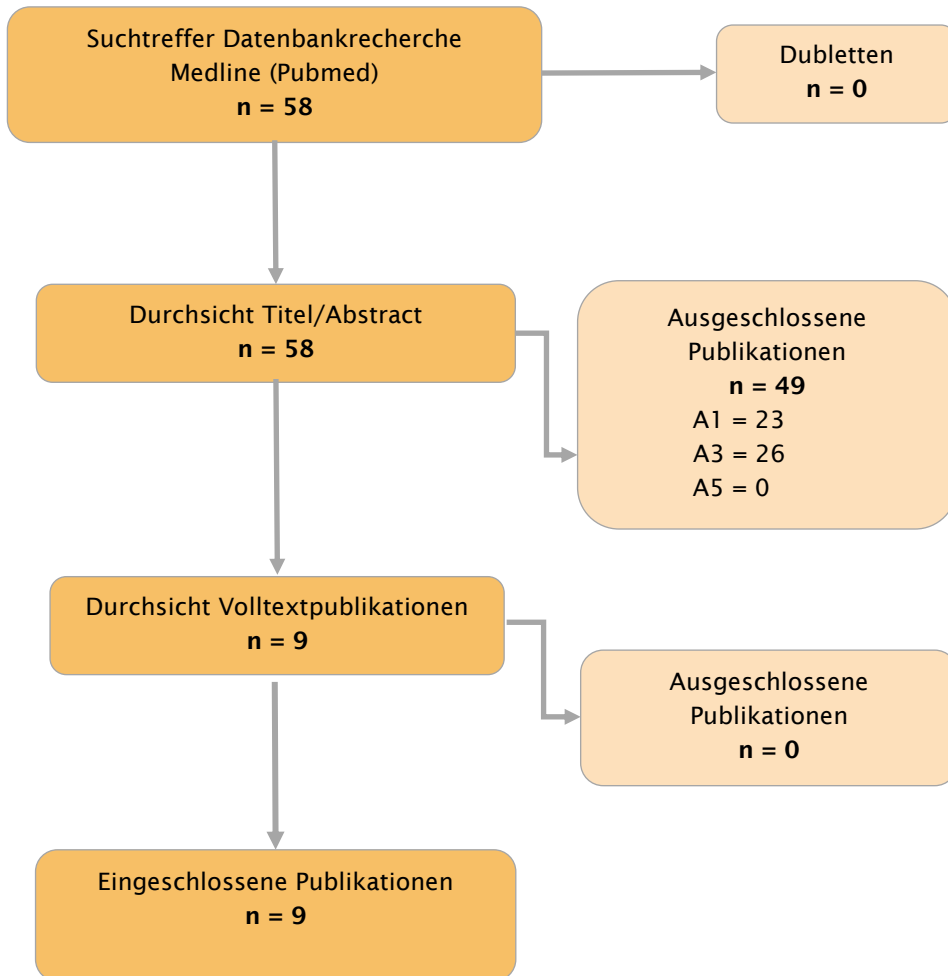 Suchtreffer Datenbankrecherche
Medline (Pubmed)
n = 58
Dubletten
n = 0
Durchsicht Titel/Abstract
n = 58
Ausgeschlossene
Publikationen
n = 49
A1 = 23
A3 = 26
A5 = 0
Durchsicht Volltextpublikationen
n = 9
Ausgeschlossene
Publikationen
n = 0
Eingeschlossene Publikationen
n = 9